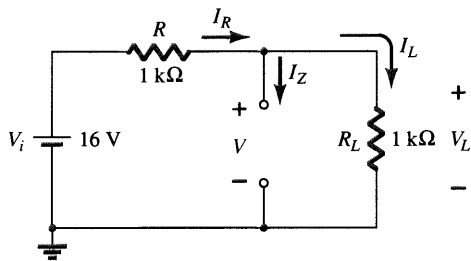 R
I_R
1 kΩ
I_Z
I_L
V_i
16 V
+
V
−
R_L
1 kΩ
+
V_L
−